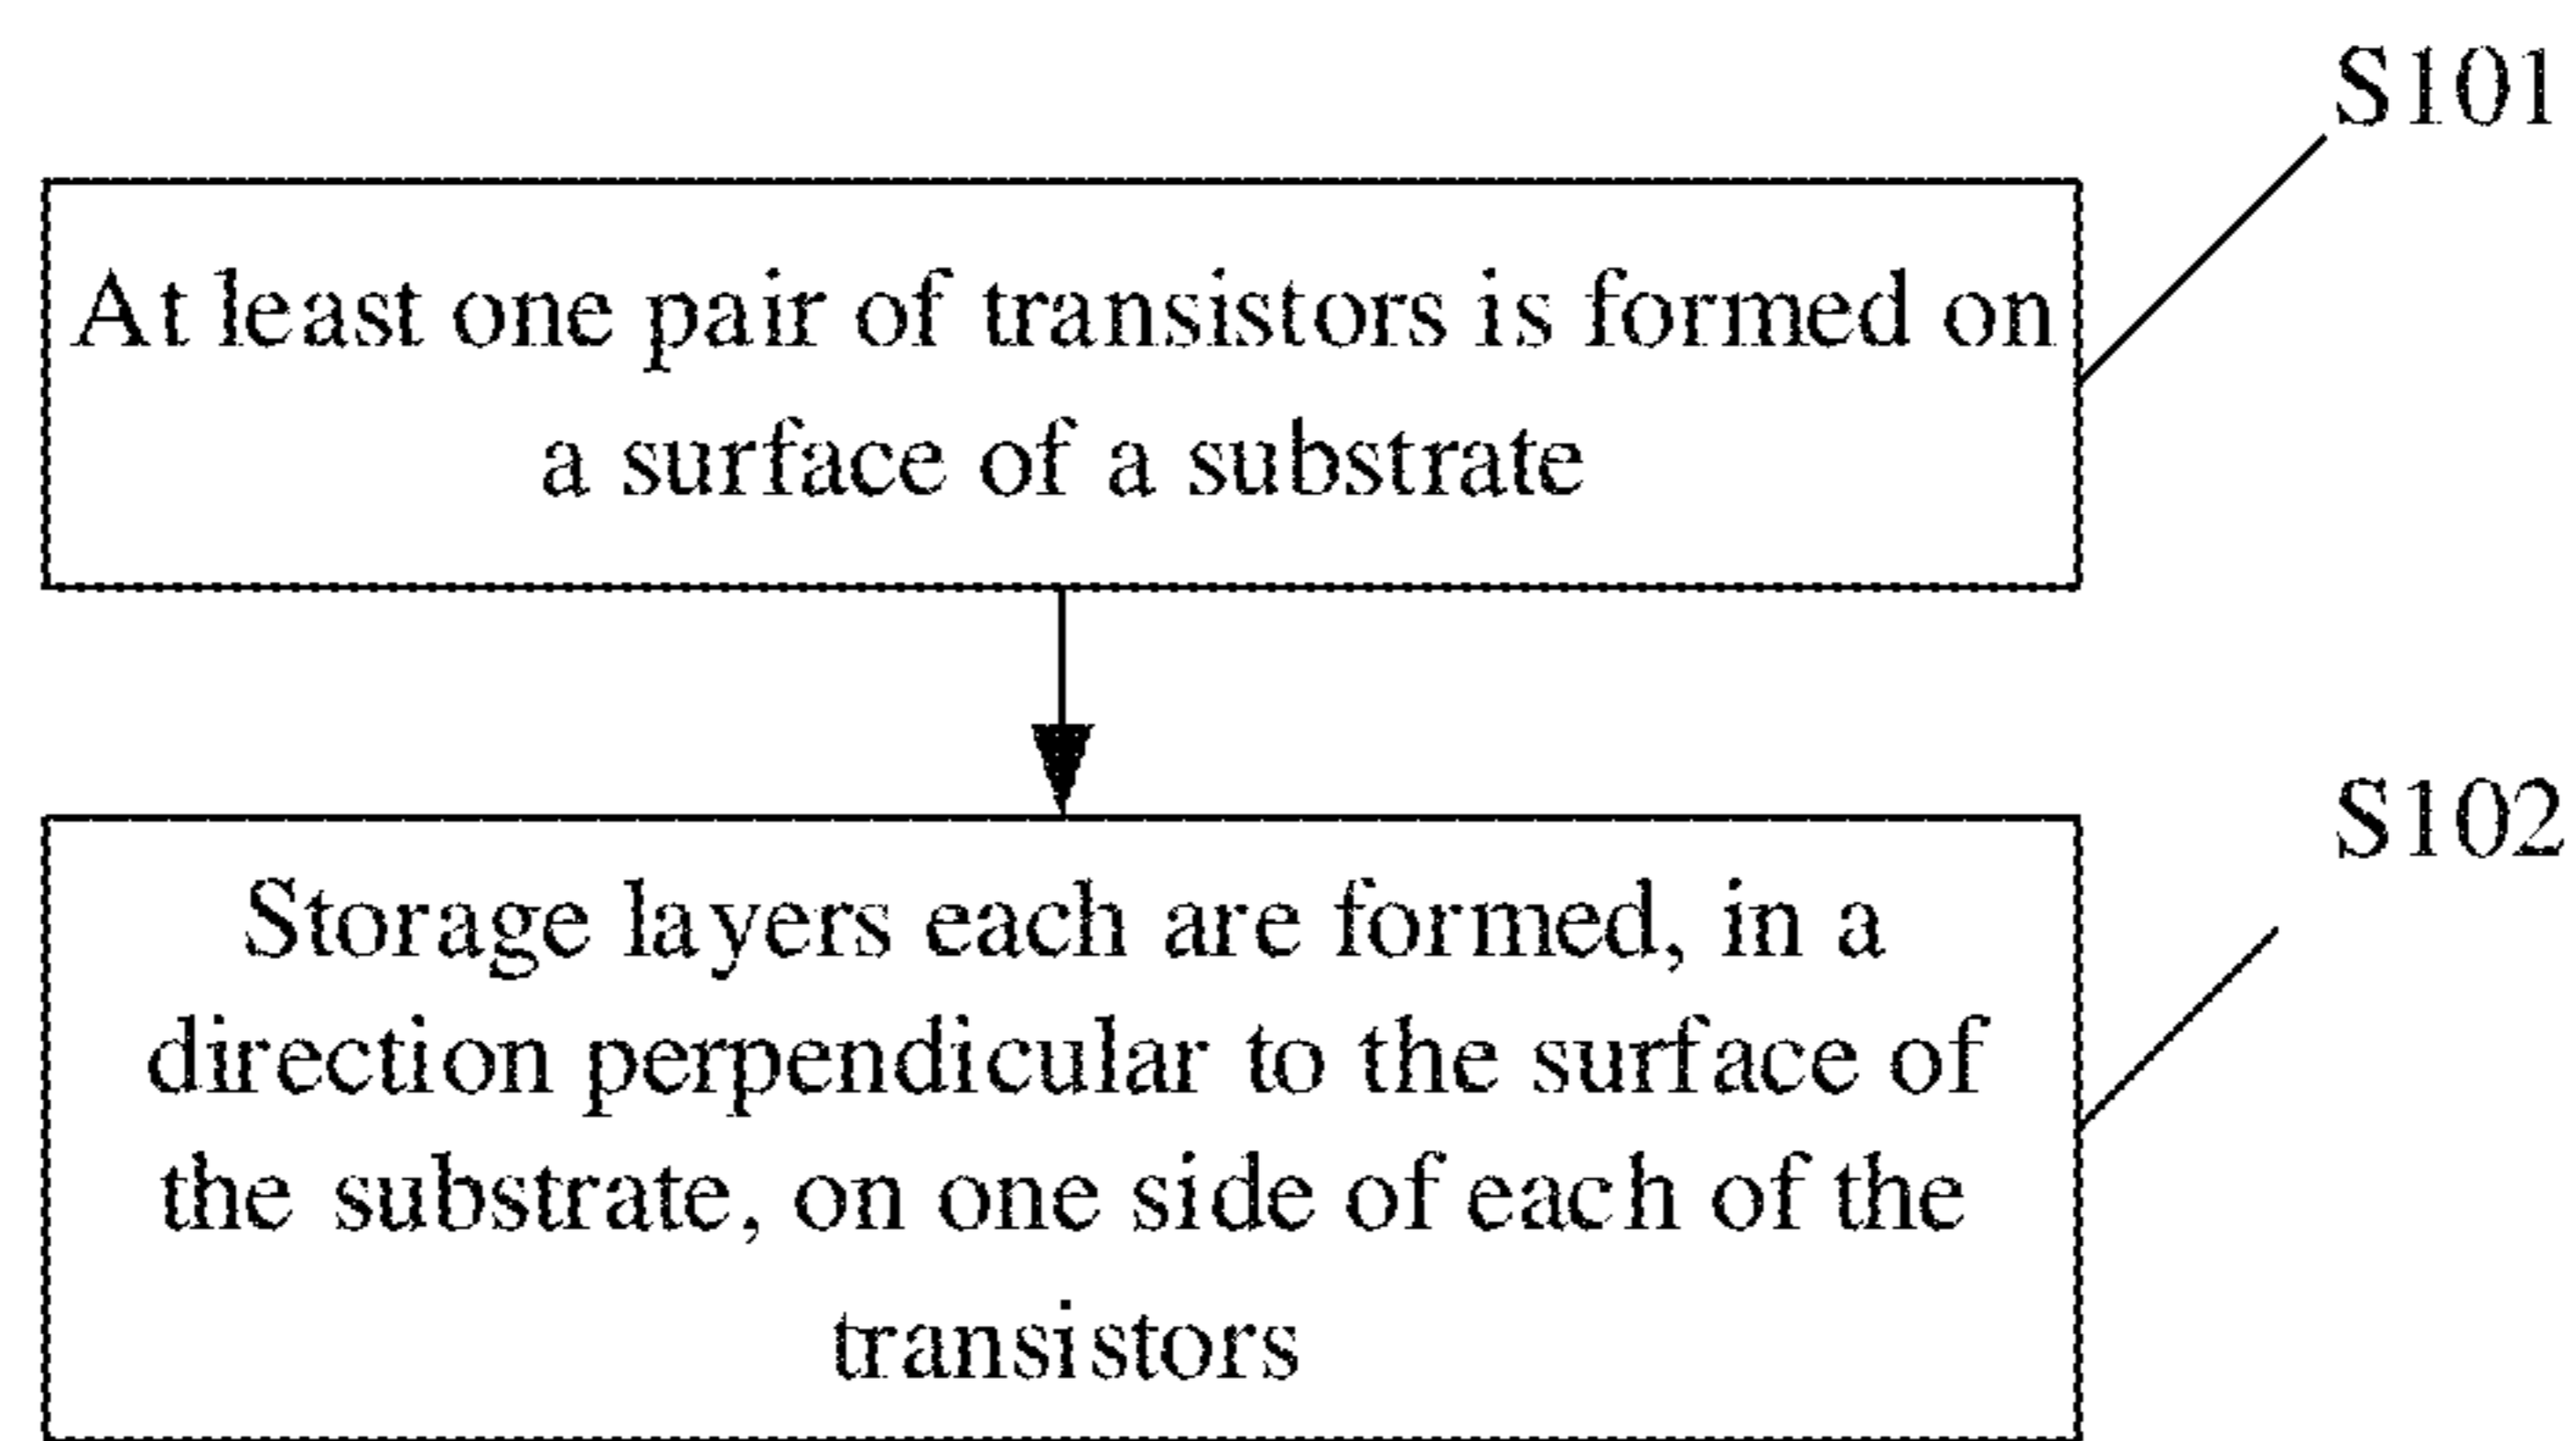 S101
At least one pair of transistors is formed on
a surface of a substrate
S102
Storage layers each are formed, in a
direction perpendicular to the surface of
the substrate, on one side of each of the
transistors